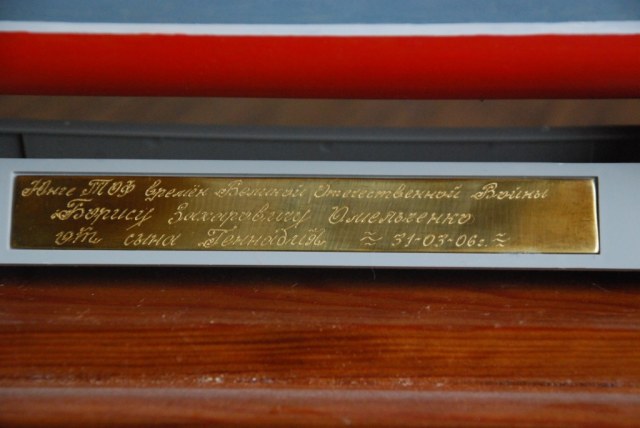 Юнге ТОФ Времён Великой Отечественной Войны
Борису Захаровичу Омельченко
от сына Геннадия ≈ 31-03-06г. ≈